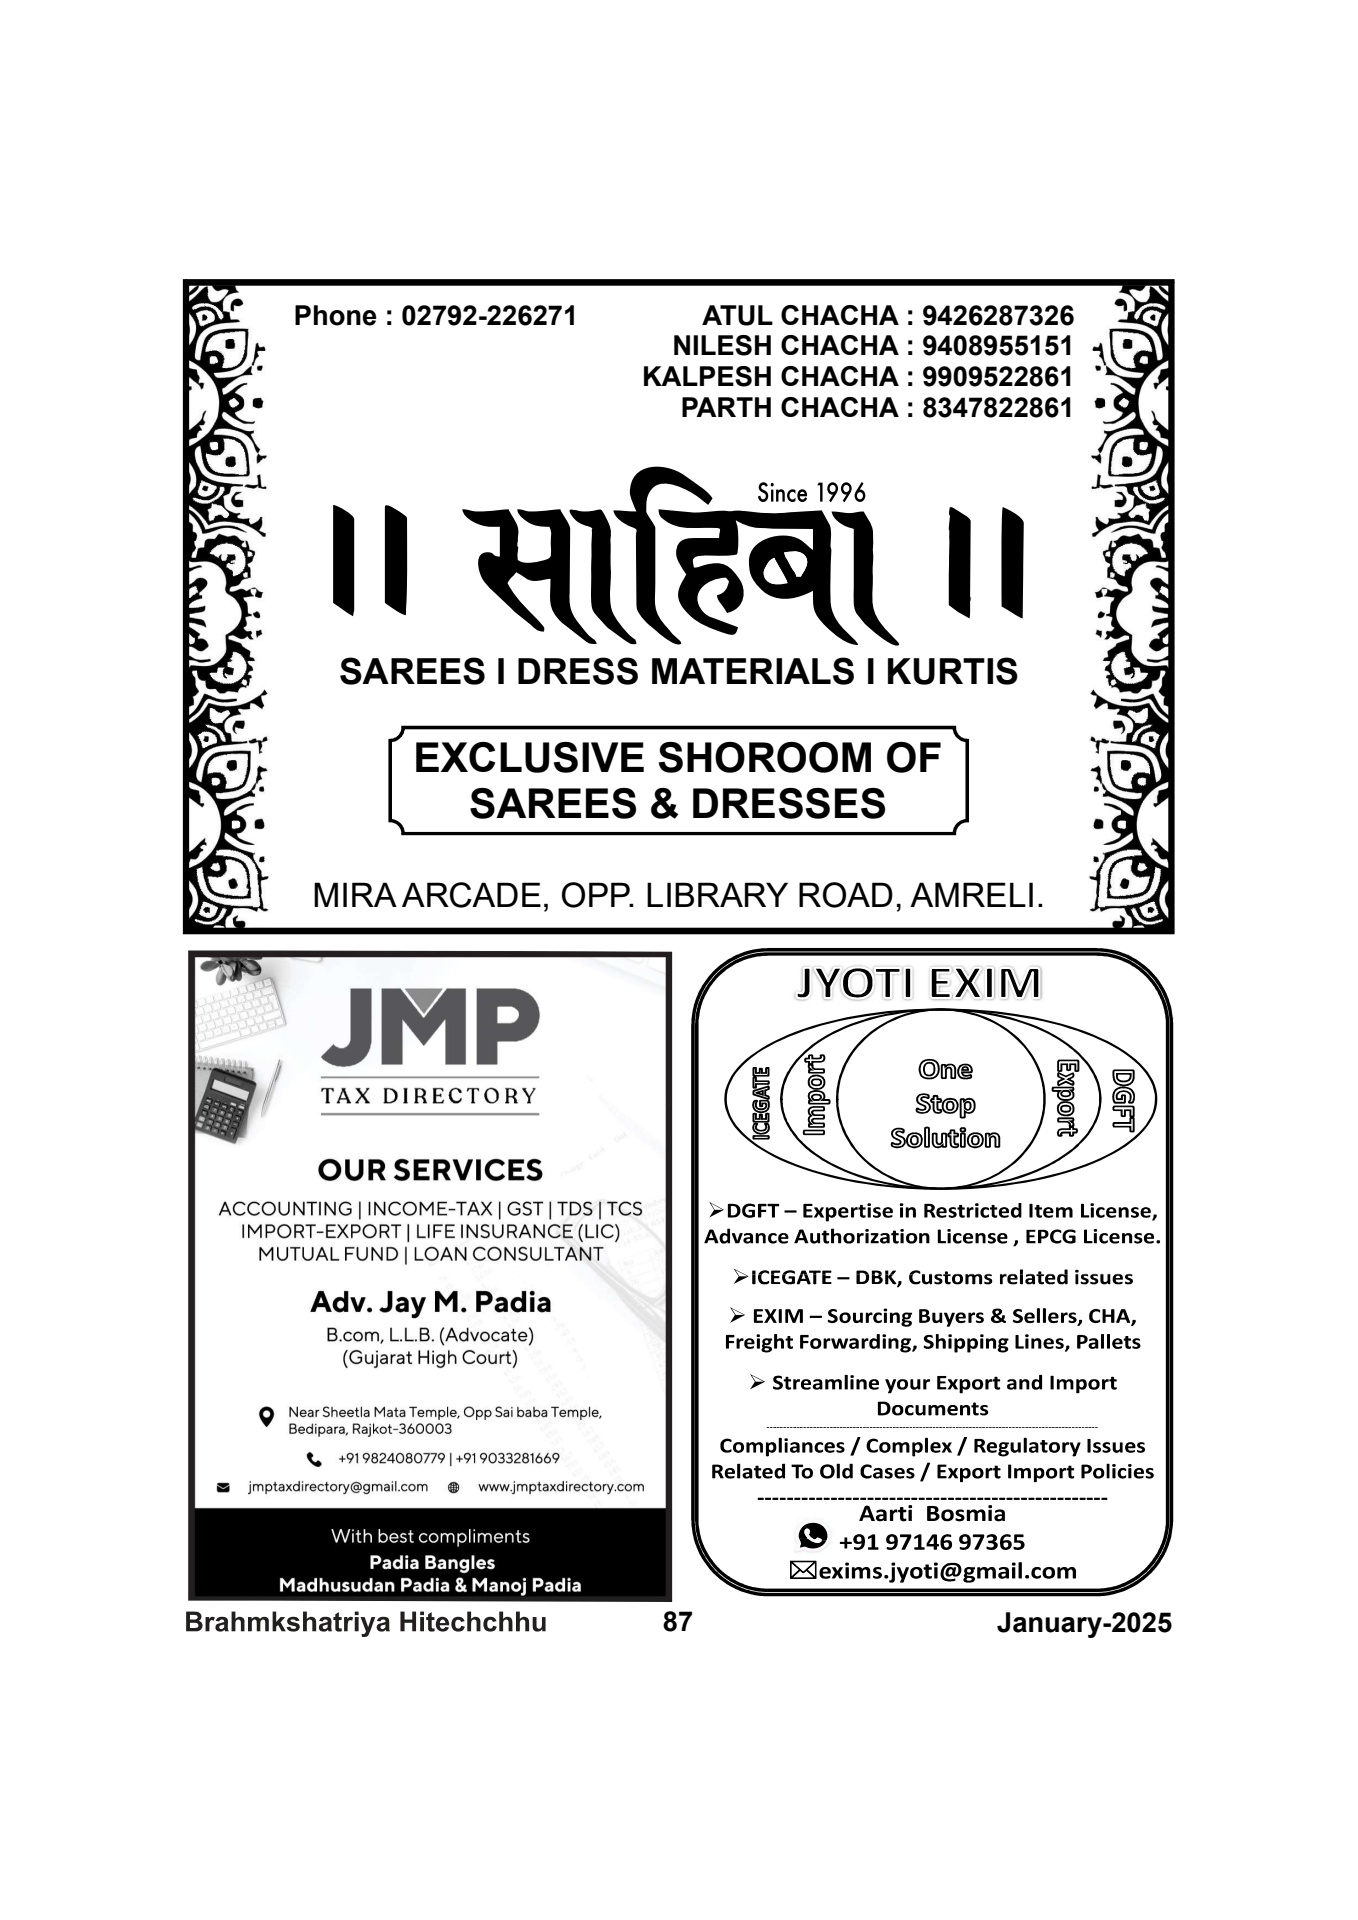 Phone : 02792-226271
ATUL CHACHA : 9426287326
NILESH CHACHA : 9408955151
KALPESH CHACHA : 9909522861
PARTH CHACHA : 8347822861
Since 1996
।। साहिबा ।।
SAREES I DRESS MATERIALS I KURTIS
EXCLUSIVE SHOROOM OF
SAREES & DRESSES
MIRA ARCADE, OPP. LIBRARY ROAD, AMRELI.
JMP
TAX DIRECTORY
OUR SERVICES
ACCOUNTING | INCOME-TAX | GST | TDS | TCS
IMPORT-EXPORT | LIFE INSURANCE (LIC)
MUTUAL FUND | LOAN CONSULTANT
Adv. Jay M. Padia
B.com, L.L.B. (Advocate)
(Gujarat High Court)
Near Sheetla Mata Temple, Opp Sai baba Temple,
Bedipara, Rajkot-360003
+91 9824080779 | +91 9033281669
jmptaxdirectory@gmail.com www.jmptaxdirectory.com
With best compliments
Padia Bangles
Madhusudan Padia & Manoj Padia
JYOTI EXIM
ICEGATE
Import
One
Stop
Solution
Export
DGFT
➢DGFT – Expertise in Restricted Item License,
Advance Authorization License , EPCG License.
➢ICEGATE – DBK, Customs related issues
➢ EXIM – Sourcing Buyers & Sellers, CHA,
Freight Forwarding, Shipping Lines, Pallets
➢ Streamline your Export and Import
Documents
Compliances / Complex / Regulatory Issues
Related To Old Cases / Export Import Policies
Aarti Bosmia
+91 97146 97365
exims.jyoti@gmail.com
Brahmkshatriya Hitechchhu 87 January-2025